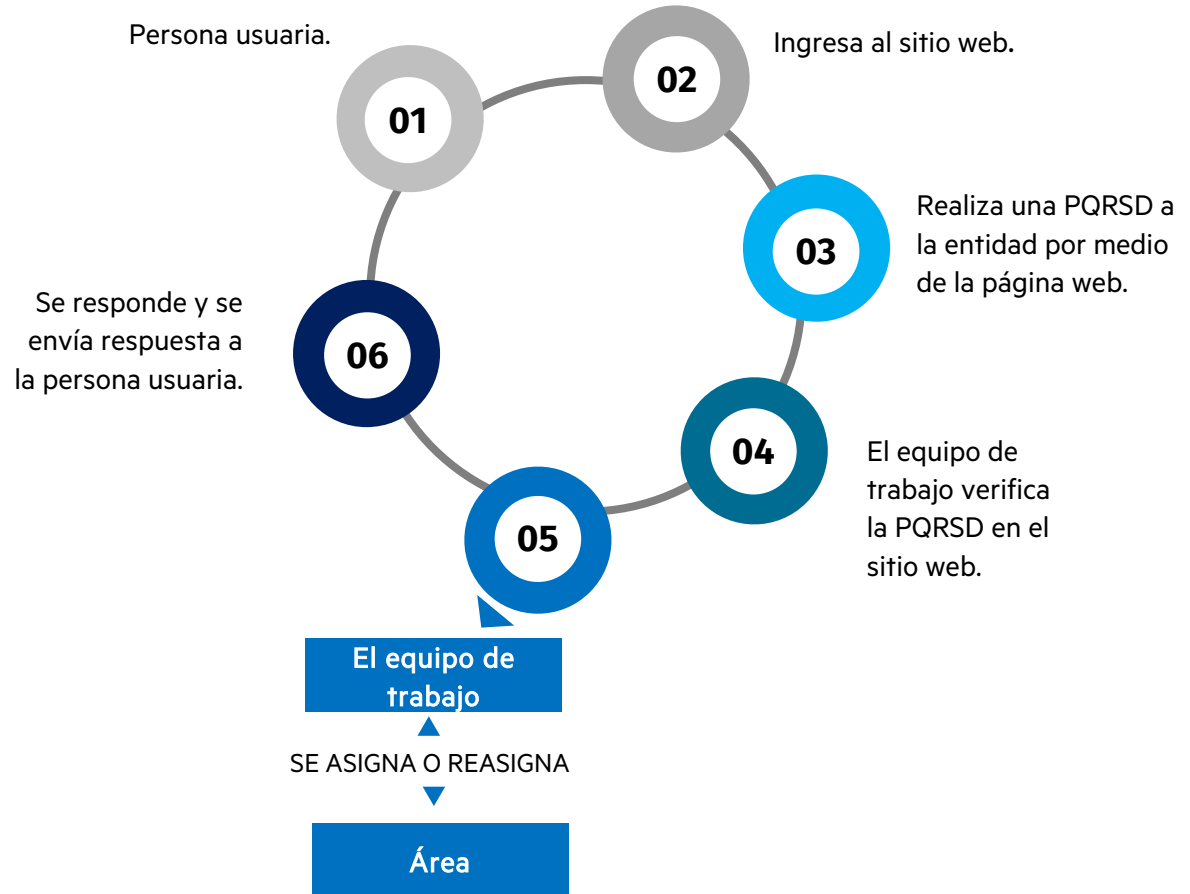 01
Persona usuaria.
02
Ingresa al sitio web.
03
Realiza una PQRSD a
la entidad por medio
de la página web.
04
El equipo de
trabajo verifica
la PQRSD en el
sitio web.
05
El equipo de
trabajo
SE ASIGNA O REASIGNA
Área
06
Se responde y se
envía respuesta a
la persona usuaria.